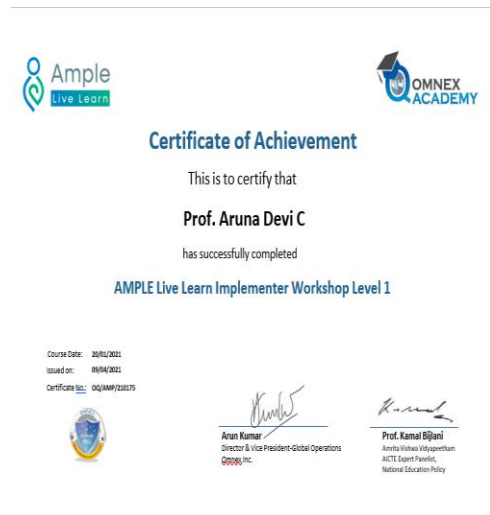 Ample
Live Learn
OMNEX
ACADEMY
Certificate of Achievement
This is to certify that
Prof. Aruna Devi C
has successfully completed
AMPLE Live Learn Implementer Workshop Level 1
Course Date: 20/01/2021
Issued on: 09/04/2021
Certificate No.: OQ/AMP/210175
Arun Kumar
Director & Vice President-Global Operations
Omnex Inc.
Prof. Kamal Bijlani
Amrita Vishwa Vidyapeetham
AICTE Expert Panelist,
National Education Policy